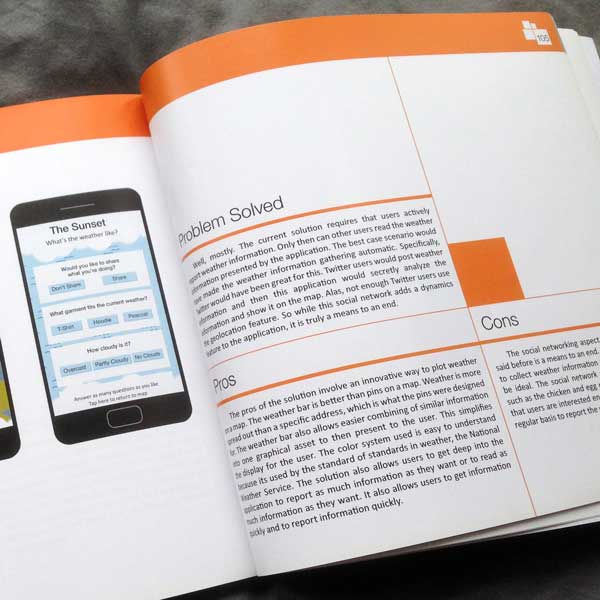 The Sunset
What's the weather like?
Would you like to share
what you're doing?
Don't Share
Share
What garment fits the current weather?
T-Shirt
Hoodie
Peacoat
How cloudly is it?
Overcast
Partly Cloudy
No Clouds
Answer as many questions as you like
Tap here to return to map
105
Problem Solved
Well, mostly. The current solution requires that users actively
report weather information. Only then can other users read the weather
information presented by the application. The best case scenario would
have made the weather information gathering automatic. Specifically,
Twitter would have been great for this. Twitter users would post weather
information and then this application would secretly analyze the
information and show it on the map. Alas, not enough Twitter users use
the geolocation feature. So while this social network adds a dynamics
feature to the application, it is truly a means to an end.
Pros
The pros of the solution involve an innovative way to plot weather
on a map. The weather bar is better than pins on a map. Weather is more
spread out than a specific address, which is what the pins were designed
for. The weather bar also allows easier combining of similar information
into one graphical asset to then present to the user. This simplifies
the display for the user. The color system used is easy to understand
because its used by the standard of standards in weather, the National
Weather Service. The solution also allows users to get deep into the
application to report as much information as they want or to read as
much information as they want. It also allows users to get information
quickly and to report information quickly.
Cons
The social networking aspect
said before is a means to an end.
to collect weather information
be ideal. The social network
such as the chicken and egg
that users are interested en
regular basis to report the